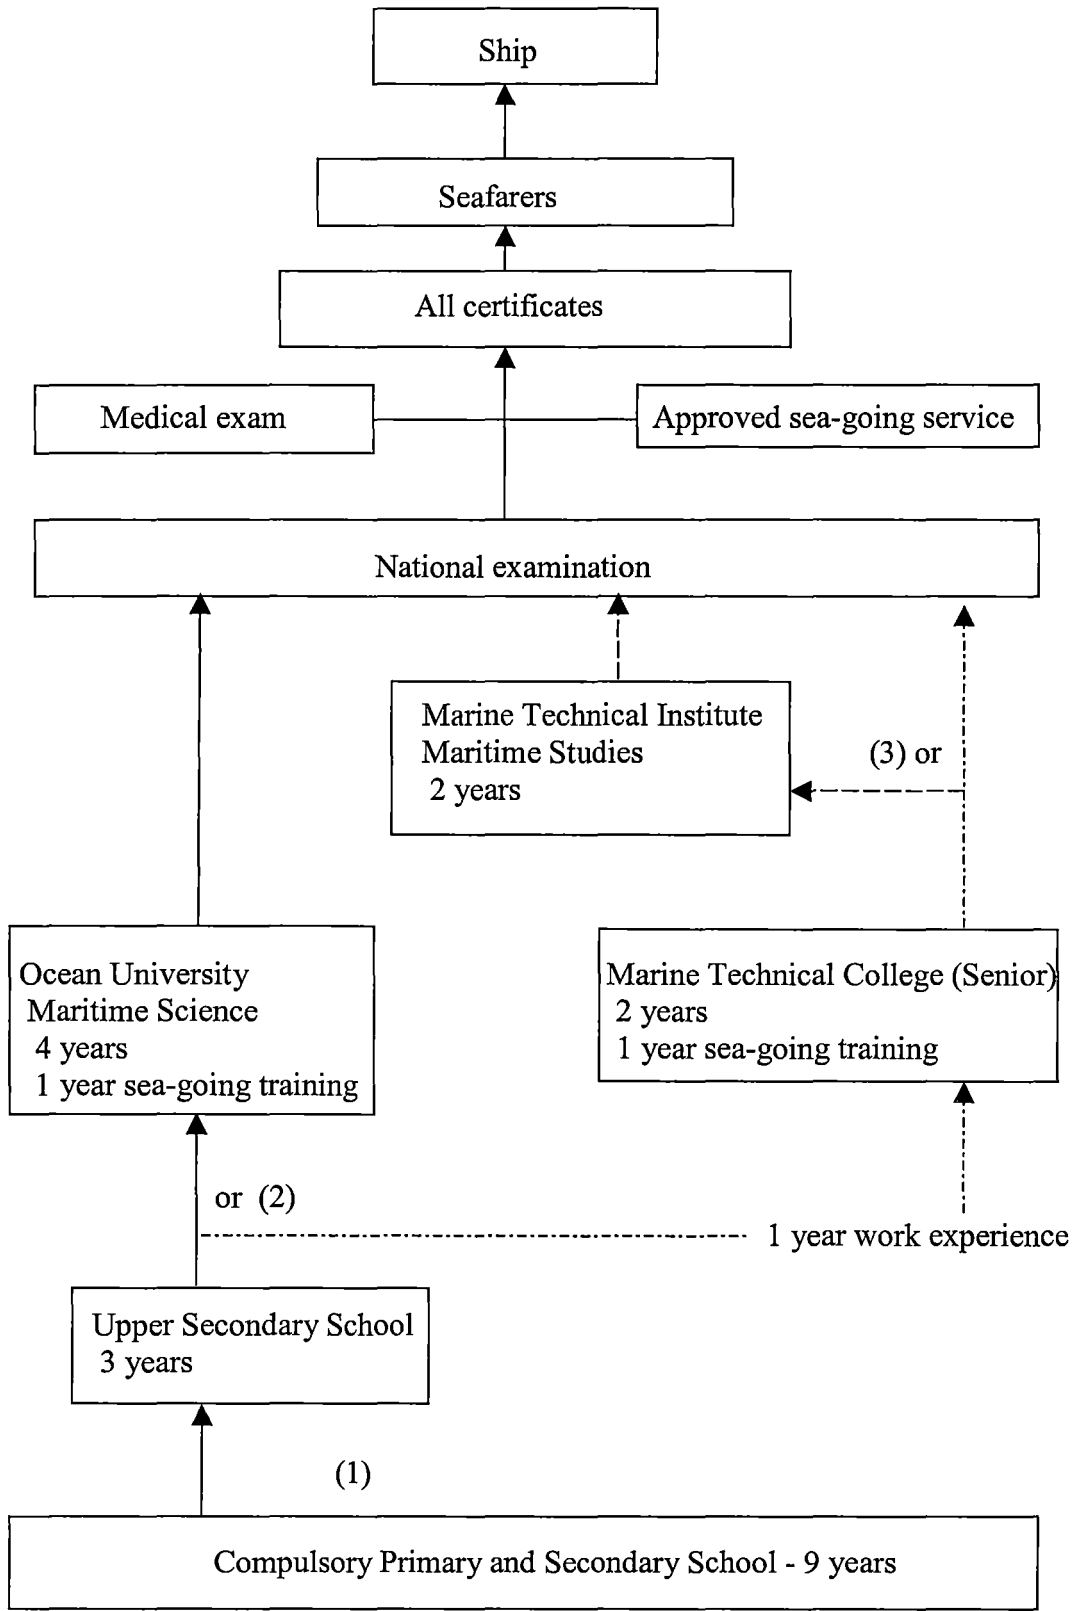 Ship
Seafarers
All certificates
Medical exam
Approved sea-going service
National examination
Marine Technical Institute
Maritime Studies
2 years
(3) or
Ocean University
Maritime Science
4 years
1 year sea-going training
Marine Technical College (Senior)
2 years
1 year sea-going training
or (2)
1 year work experience
Upper Secondary School
3 years
(1)
Compulsory Primary and Secondary School - 9 years